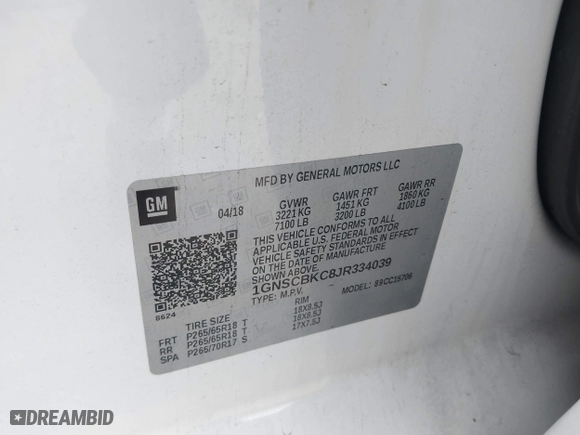 MFD BY GENERAL MOTORS LLC
GM
04/18
GVWR GAWR FRT GAWR RR
3221 KG 1451 KG 1860 KG
7100 LB 3200 LB 4100 LB
THIS VEHICLE CONFORMS TO ALL
APPLICABLE U.S. FEDERAL MOTOR
VEHICLE SAFETY STANDARDS IN EFFECT
ON THE DATE OF MANUFACTURE
SHOWN ABOVE.
1GNSCBKC8JR334039
TYPE: M.P.V. MODEL:
8624
TIRE SIZE RIM
FRT P265/65R18 T 18X8.5J
RR P265/65R18 T 18X8.5J
SPA P265/70R17 S 17X7.5J
DREAMBID